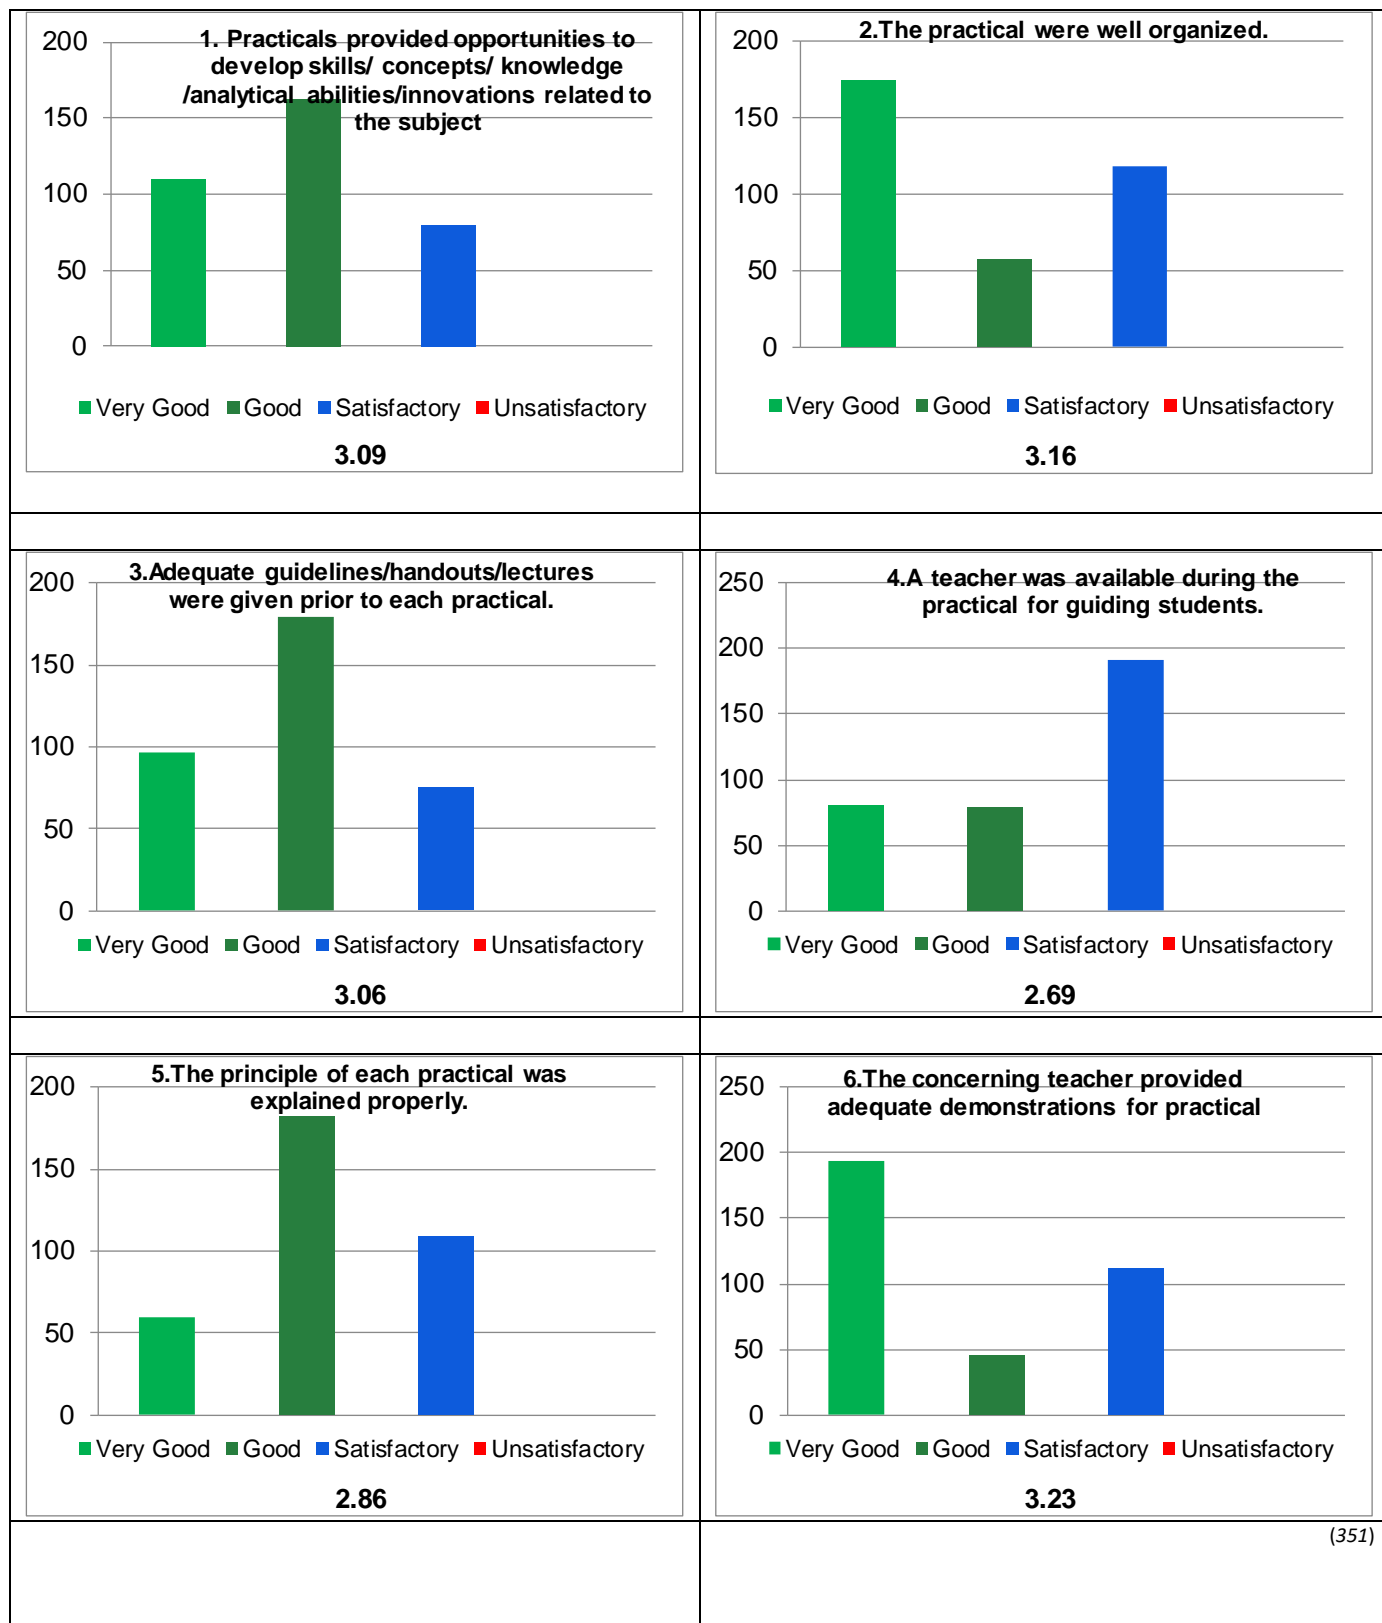 200
150
100
50
0
1. Practicals provided opportunities to
develop skills/ concepts/ knowledge
/analytical abilities/innovations related to
the subject
Very Good Good Satisfactory Unsatisfactory
3.09
200
150
100
50
0
2.The practical were well organized.
Very Good Good Satisfactory Unsatisfactory
3.16
200
150
100
50
0
3.Adequate guidelines/handouts/lectures
were given prior to each practical.
Very Good Good Satisfactory Unsatisfactory
3.06
250
200
150
100
50
0
4.A teacher was available during the
practical for guiding students.
Very Good Good Satisfactory Unsatisfactory
2.69
200
150
100
50
0
5.The principle of each practical was
explained properly.
Very Good Good Satisfactory Unsatisfactory
2.86
250
200
150
100
50
0
6.The concerning teacher provided
adequate demonstrations for practical
Very Good Good Satisfactory Unsatisfactory
3.23
(351)